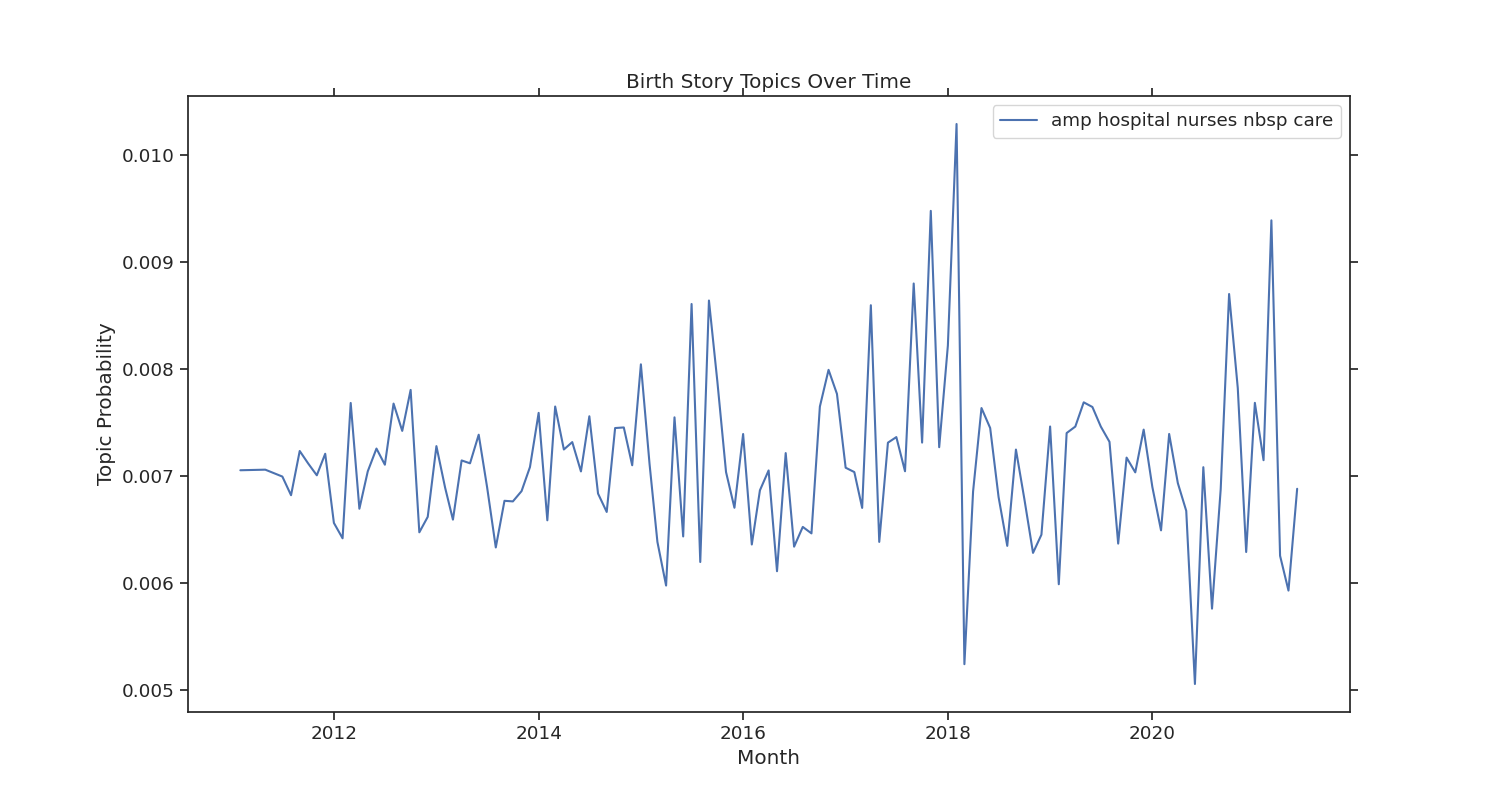 Birth Story Topics Over Time
amp hospital nurses nbsp care
Topic Probability
0.010
0.009
0.008
0.007
0.006
0.005
2012 2014 2016 2018 2020
Month